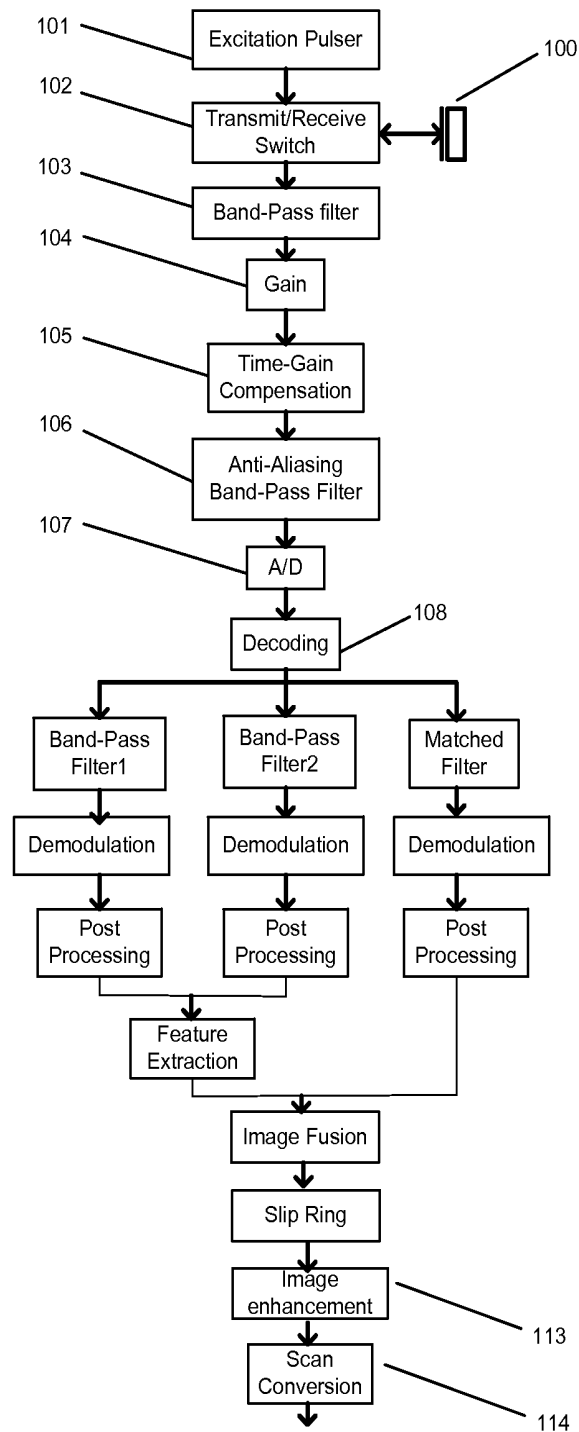 101
Excitation Pulser
100
102
Transmit/Receive
Switch
103
Band-Pass filter
104
Gain
105
Time-Gain
Compensation
106
Anti-Aliasing
Band-Pass Filter
107
A/D
108
Decoding
Band-Pass
Filter1
Band-Pass
Filter2
Matched
Filter
Demodulation
Demodulation
Demodulation
Post
Processing
Post
Processing
Post
Processing
Feature
Extraction
Image Fusion
Slip Ring
Image
enhancement
113
Scan
Conversion
114